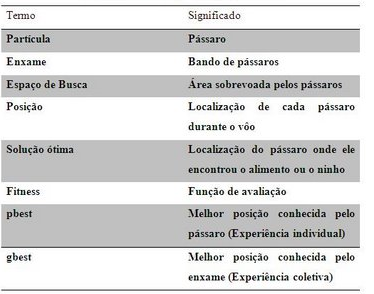 Termo Significado
Partícula Pássaro
Enxame Bando de pássaros
Espaço de Busca Área sobrevoada pelos pássaros
Posição Localização de cada pássaro
durante o vôo
Solução ótima Localização do pássaro onde ele
encontrou o alimento ou o ninho
Fitness Função de avaliação
pbest Melhor posição conhecida pelo
pássaro (Experiência individual)
gbest Melhor posição conhecida pelo
enxame (Experiência coletiva)